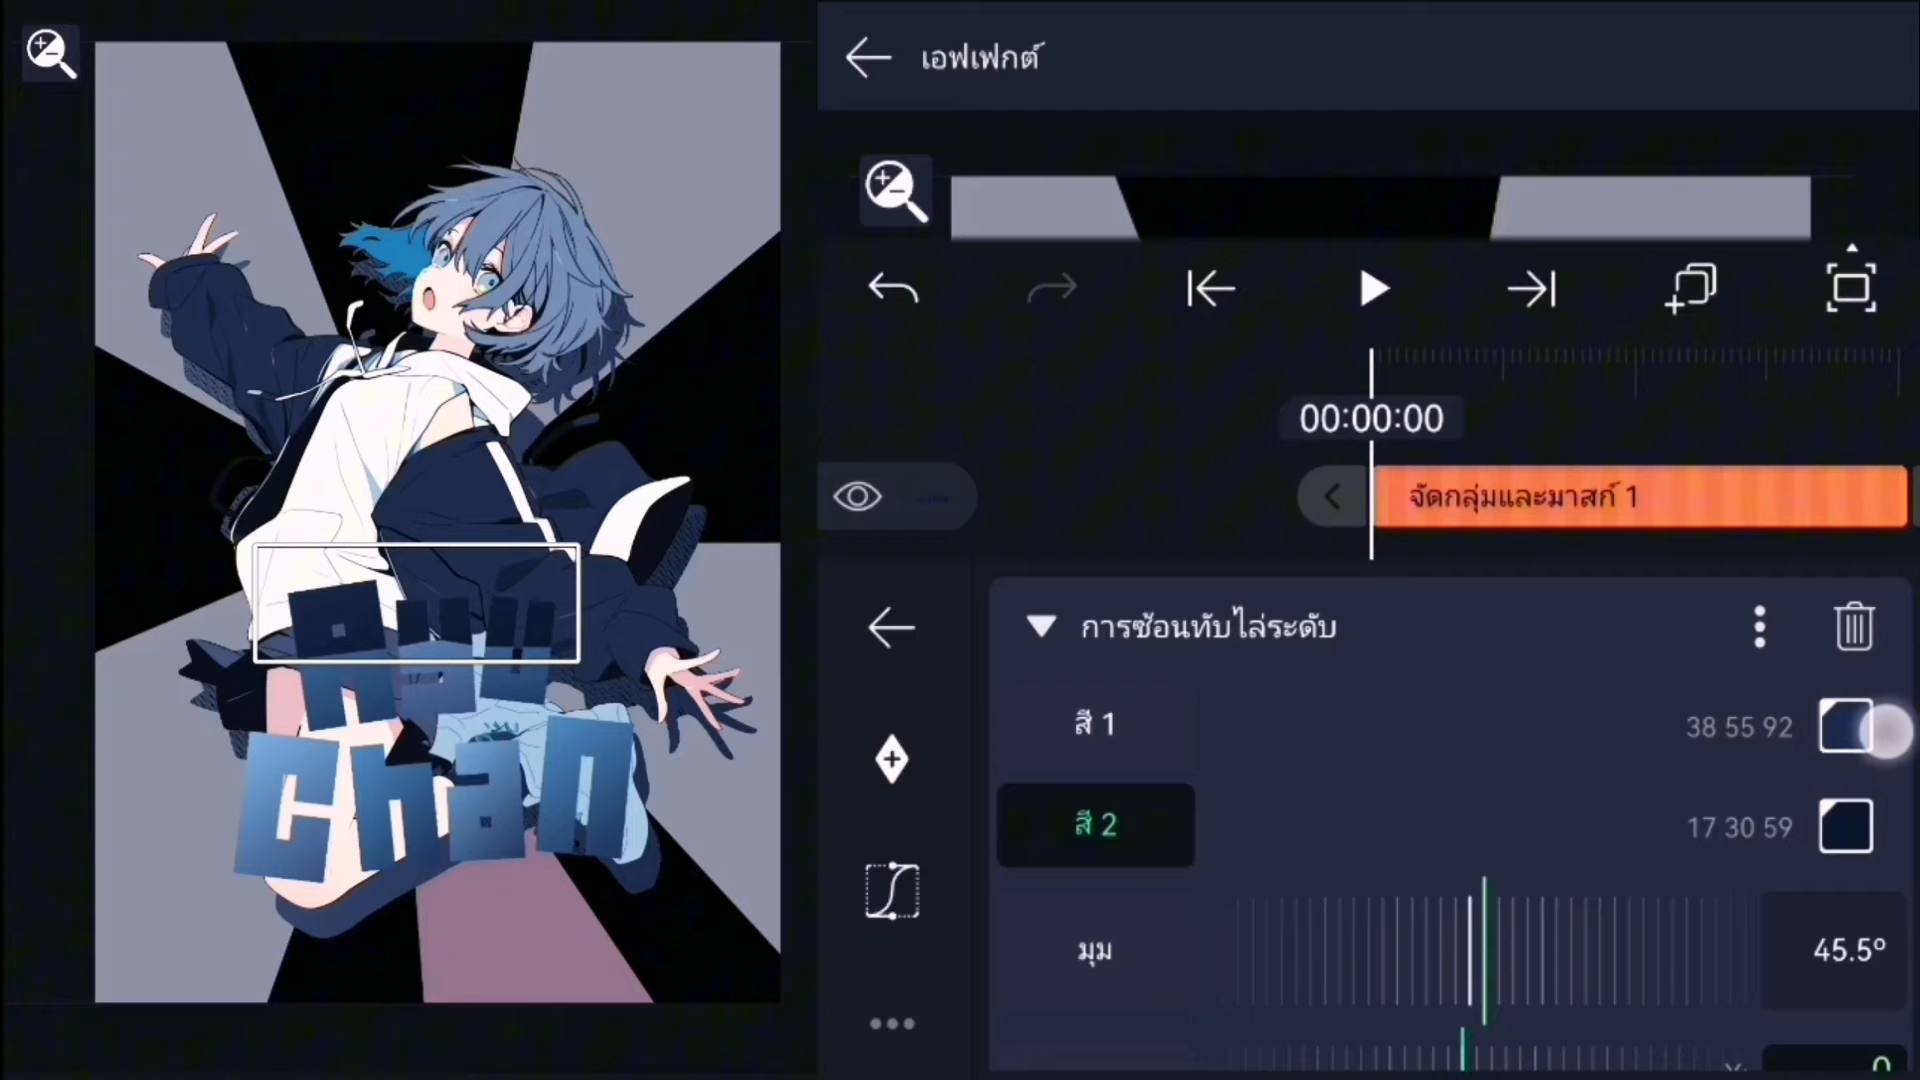 เอฟเฟกต์
00:00:00
จัดกลุ่มและมาสก์ 1
การซ้อนทับไล่ระดับ
สี 1
38 55 92
สี 2
17 30 59
มุม
45.5º
chan